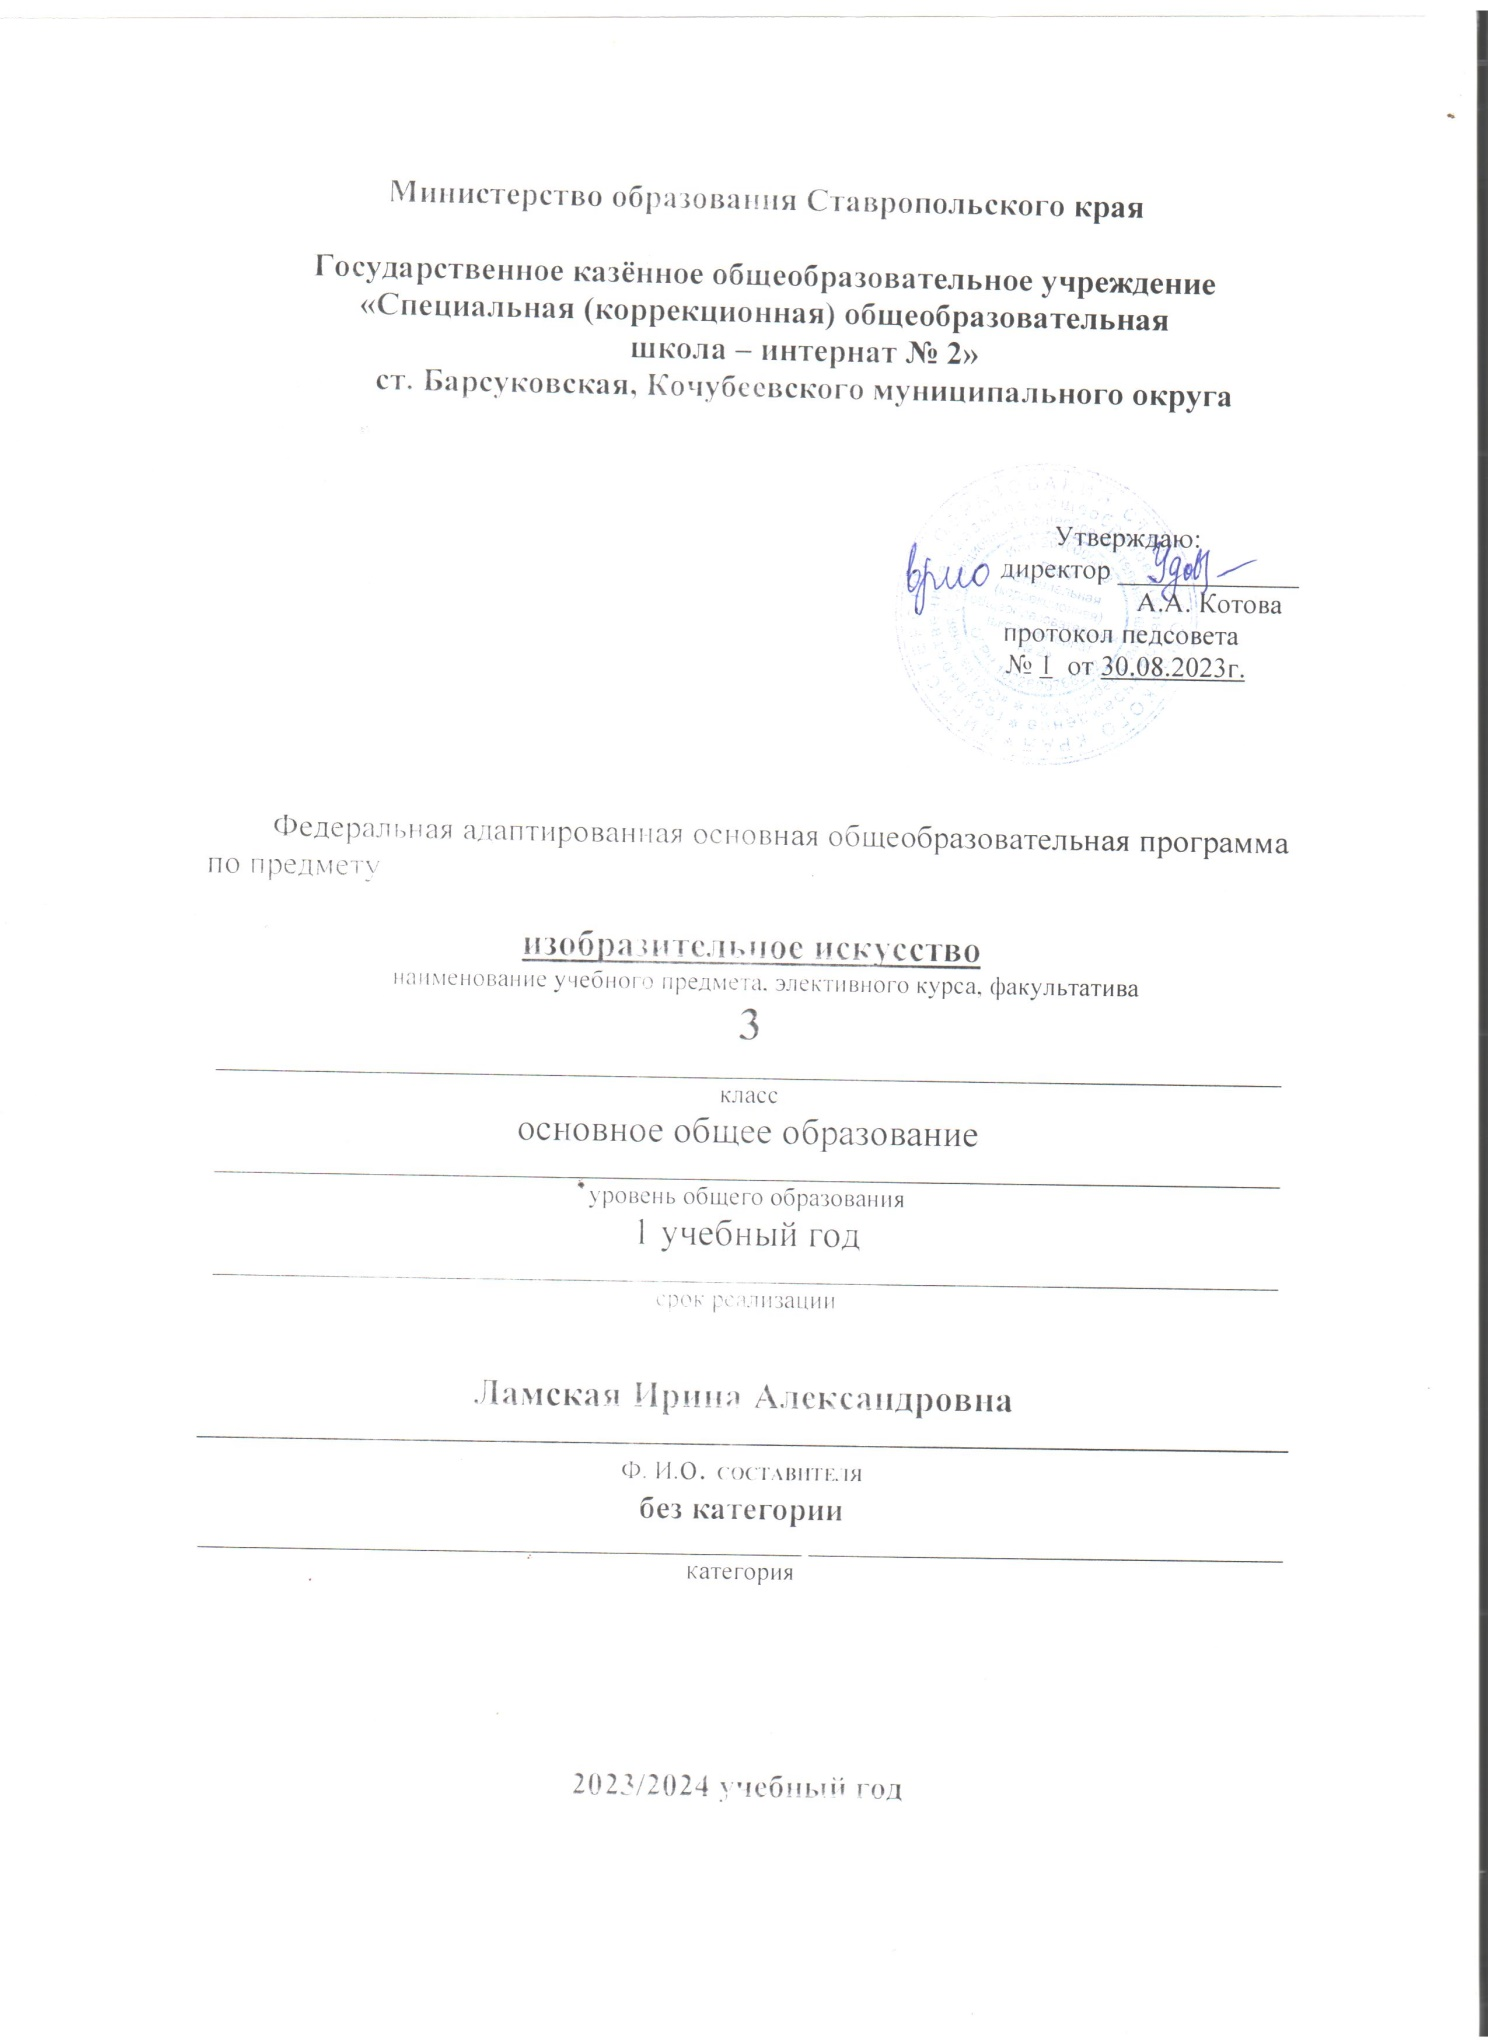 Министерство образования Ставропольского края
Государственное казённое общеобразовательное учреждение
«Специальная (коррекционная) общеобразовательная
школа – интернат № 2»
ст. Барсуковская, Кочубеевского муниципального округа
Утверждаю:
врио директор
А.А. Котова
протокол педсовета
№ 1 от 30.08.2023г.
Федеральная адаптированная основная общеобразовательная программа
по предмету
изобразительное искусство
наименование учебного предмета, элективного курса, факультатива
3
класс
основное общее образование
уровень общего образования
1 учебный год
срок реализации
Ламская Ирина Александровна
Ф. И.О. составителя
без категории
категория
2023/2024 учебный год